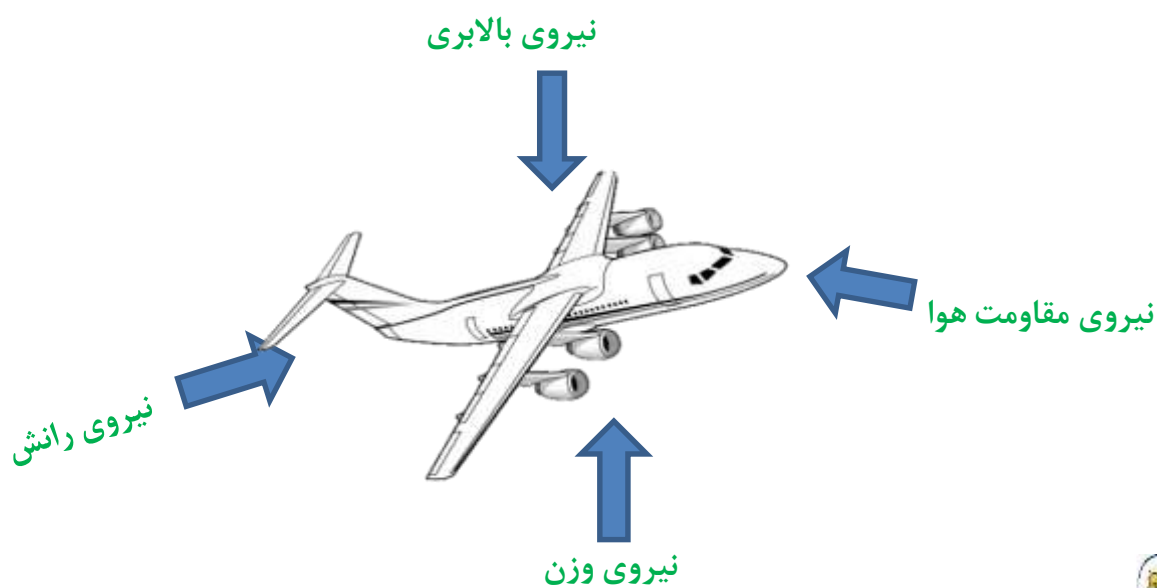 نیروی بالابری
نیروی مقاومت هوا
نیروی رانش
نیروی وزن